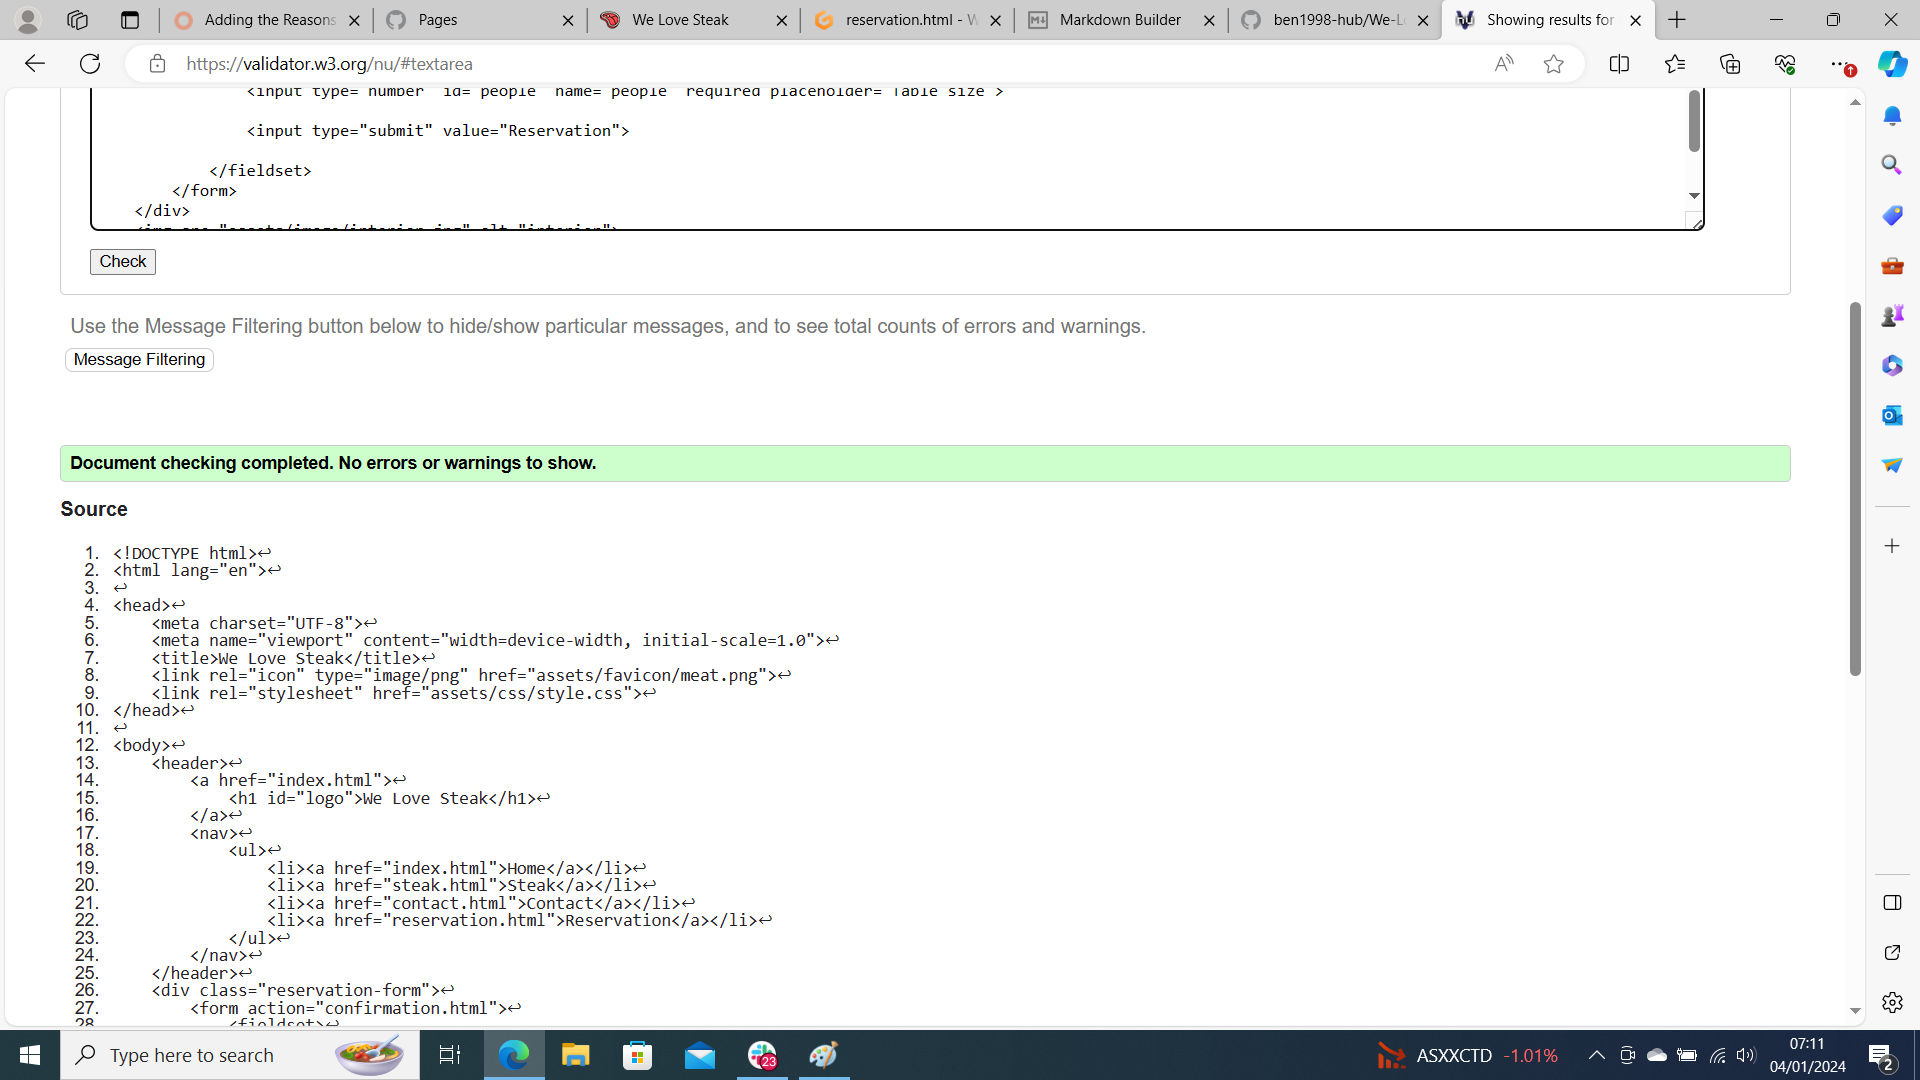 Adding the Reasons
Pages
We Love Steak
reservation.html - W
Markdown Builder
ben1998-hub/We-Lo
Showing results for
https://validator.w3.org/nu/#textarea
<input type="number" id="people" name="people" required placeholder="Table size">
<input type="submit" value="Reservation">
</fieldset>
</form>
</div>
<img src="assets/image/interior.jpg" alt="interior">
Check
Use the Message Filtering button below to hide/show particular messages, and to see total counts of errors and warnings.
Message Filtering
Document checking completed. No errors or warnings to show.
Source
1. <!DOCTYPE html>↩
2. <html lang="en">↩
3. ↩
4. <head>↩
5. <meta charset="UTF-8">↩
6. <meta name="viewport" content="width=device-width, initial-scale=1.0">↩
7. <title>We Love Steak</title>↩
8. <link rel="icon" type="image/png" href="assets/favicon/meat.png">↩
9. <link rel="stylesheet" href="assets/css/style.css">↩
10. </head>↩
11. ↩
12. <body>↩
13. <header>↩
14. <a href="index.html">↩
15. <h1 id="logo">We Love Steak</h1>↩
16. </a>↩
17. <nav>↩
18. <ul>↩
19. <li><a href="index.html">Home</a></li>↩
20. <li><a href="steak.html">Steak</a></li>↩
21. <li><a href="contact.html">Contact</a></li>↩
22. <li><a href="reservation.html">Reservation</a></li>↩
23. </ul>↩
24. </nav>↩
25. </header>↩
26. <div class="reservation-form">↩
27. <form action="confirmation.html">↩
28. <fieldset>↩
Type here to search
23
ASXXCTD -1.01%
07:11
04/01/2024
2